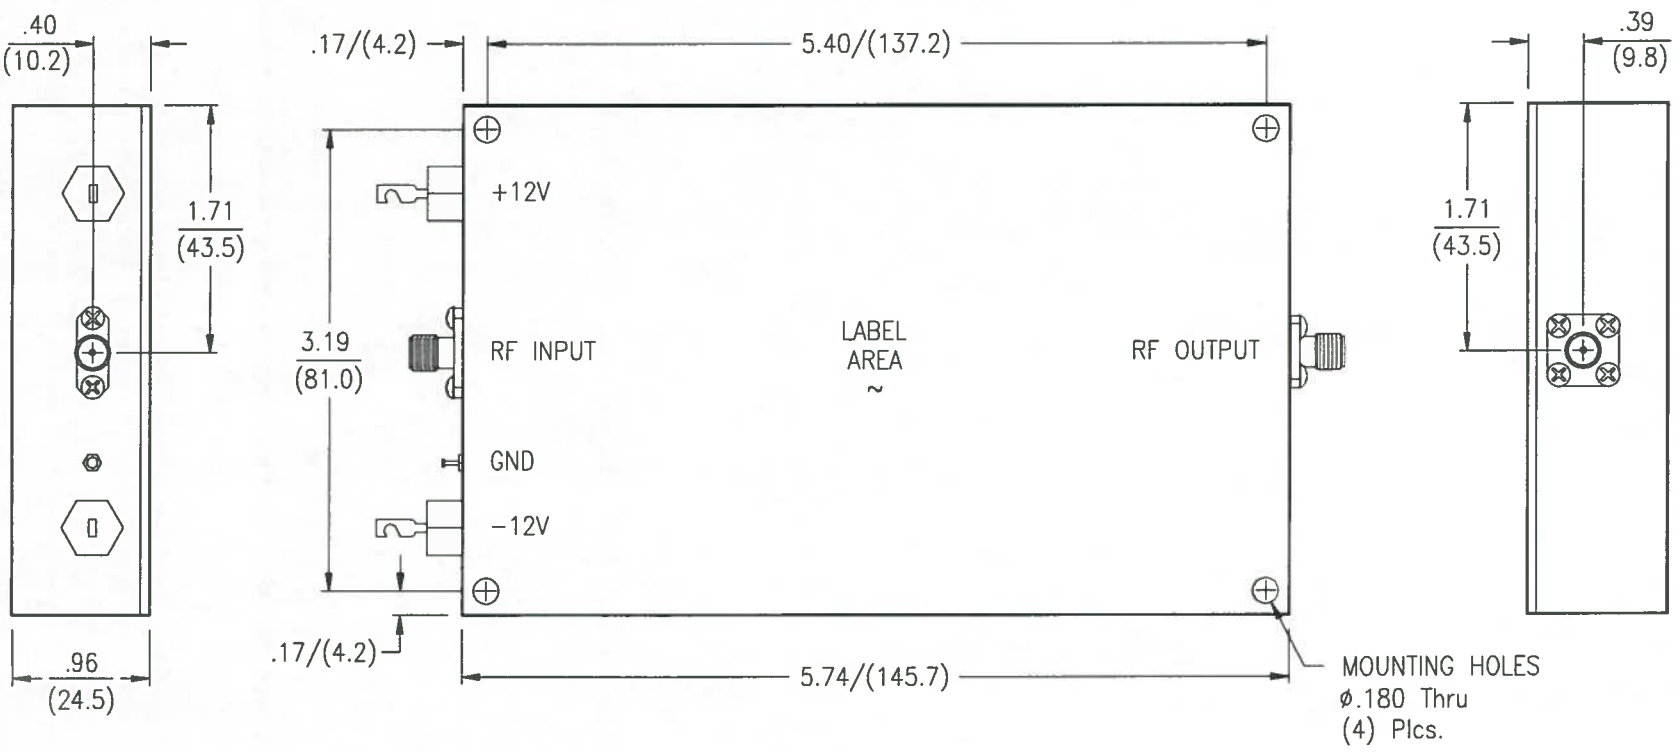 .40
(10.2)
.17/(4.2)
5.40/(137.2)
.39
(9.8)
+12V
1.71
(43.5)
1.71
(43.5)
3.19
(81.0)
RF INPUT
LABEL
AREA
~
RF OUTPUT
GND
-12V
.17/(4.2)
.96
(24.5)
5.74/(145.7)
MOUNTING HOLES
ø.180 Thru
(4) Plcs.